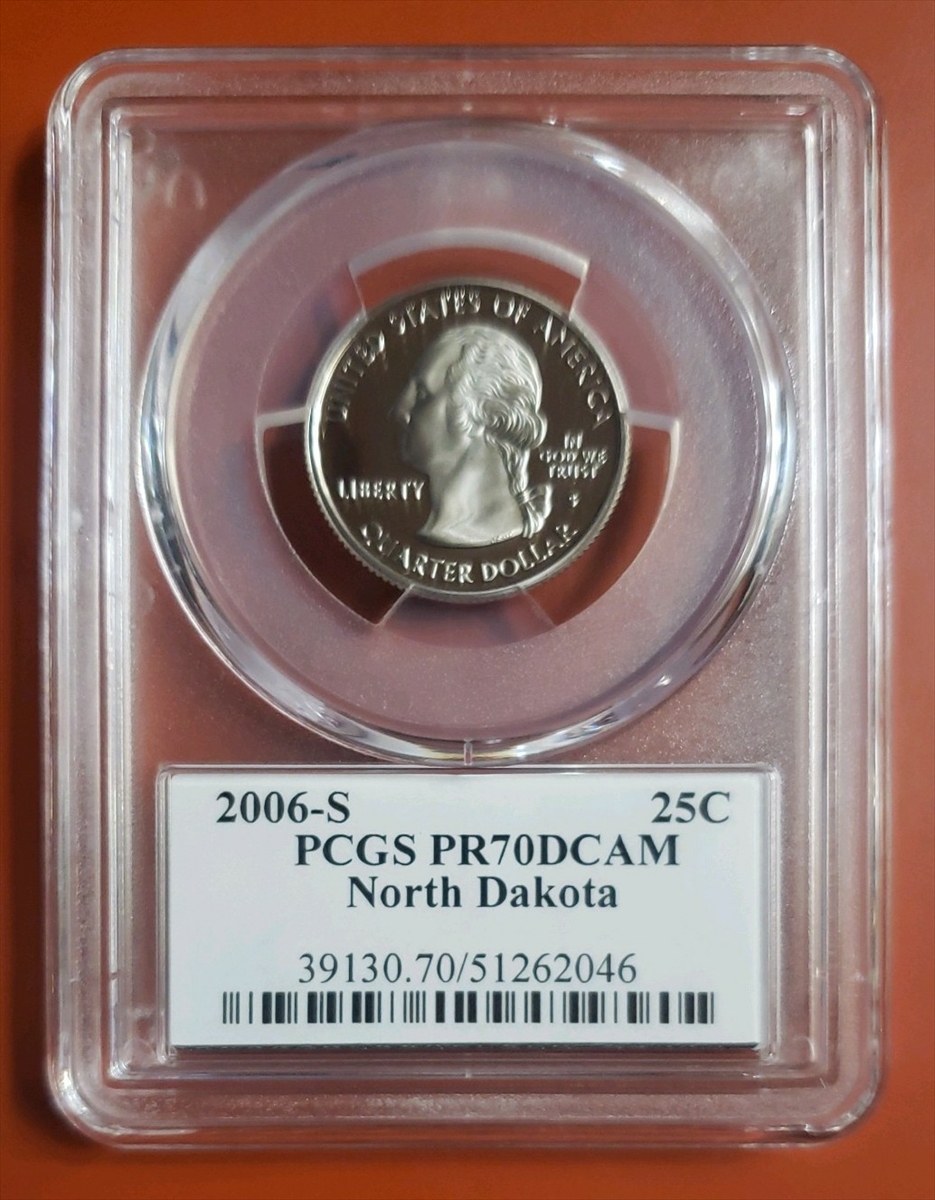 UNITED STATES OF AMERICA
LIBERTY
IN
GOD WE
TRUST
S
QUARTER DOLLAR
2006-S 25C
PCGS PR70DCAM
North Dakota
39130.70/51262046